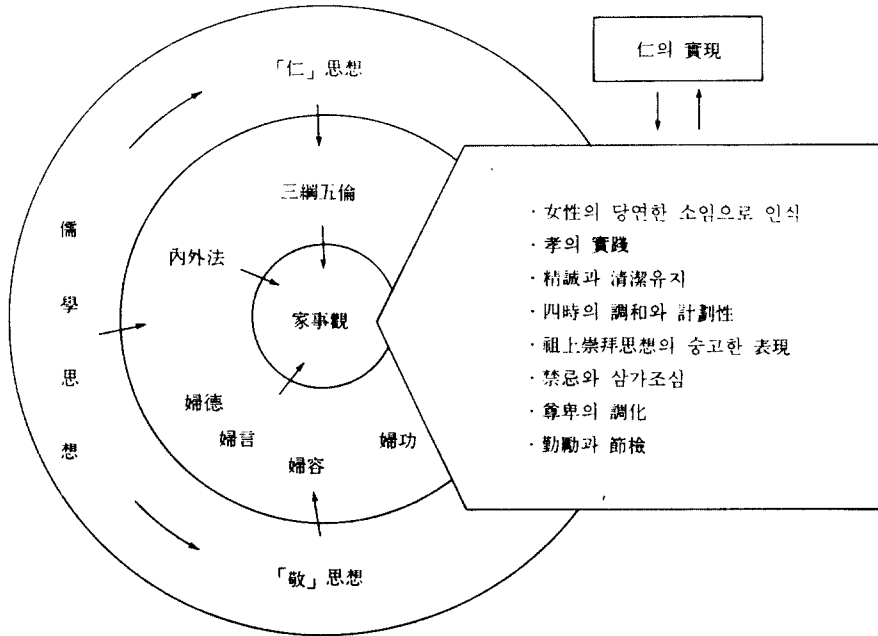 「仁」思想
仁의 實現
三綱五倫
內外法
家事觀
儒學思想
婦德
婦言
婦容
婦功
「敬」思想
· 女性의 당연한 소임으로 인식
· 孝의 實踐
· 精誠과 淸潔유지
· 四時의 調和와 計劃性
· 祖上崇拜思想의 숭고한 表現
· 禁忌와 삼가조심
· 尊卑의 調化
· 勤勵과 節檢